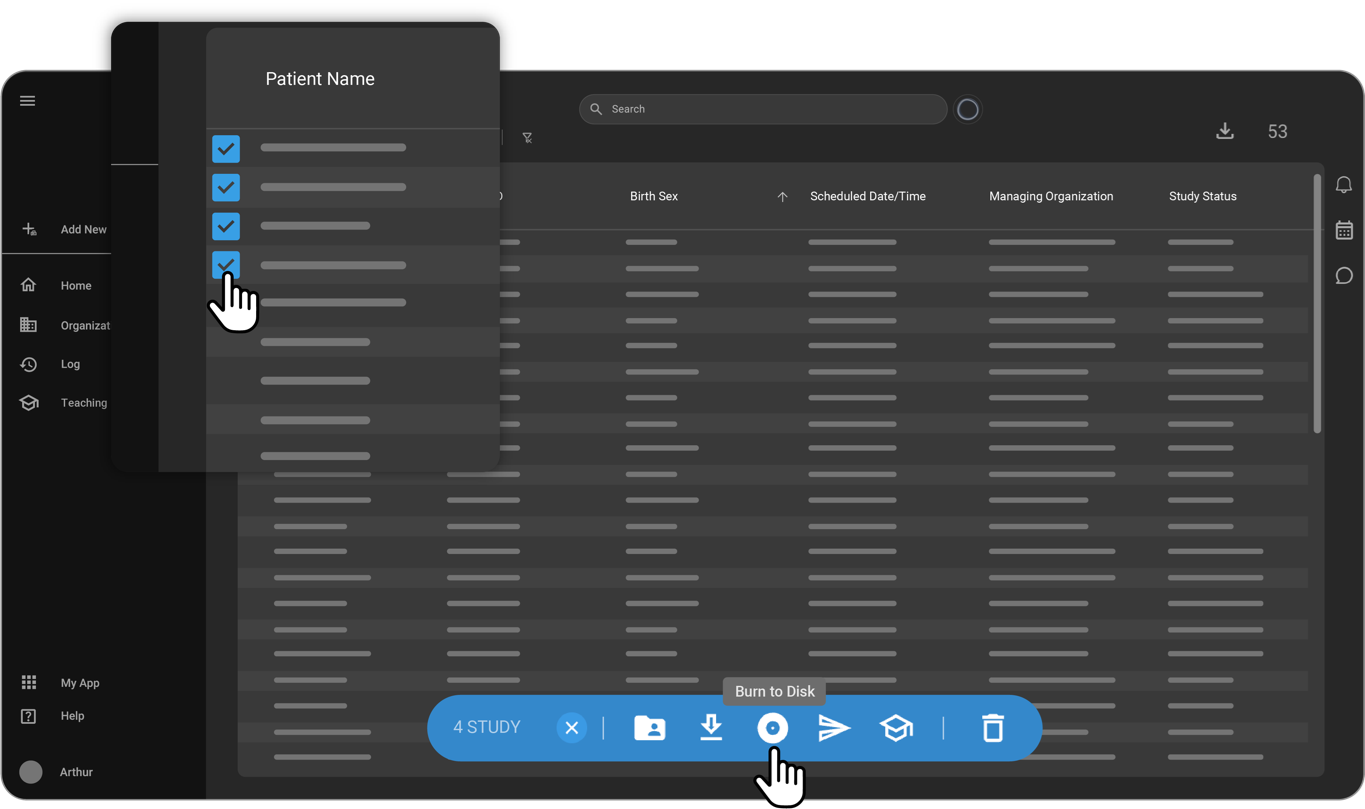 Patient Name
Search
53
Birth Sex
Scheduled Date/Time
Managing Organization
Study Status
Add New
Home
Organizat
Log
Teaching
My App
Help
Arthur
Burn to Disk
4 STUDY